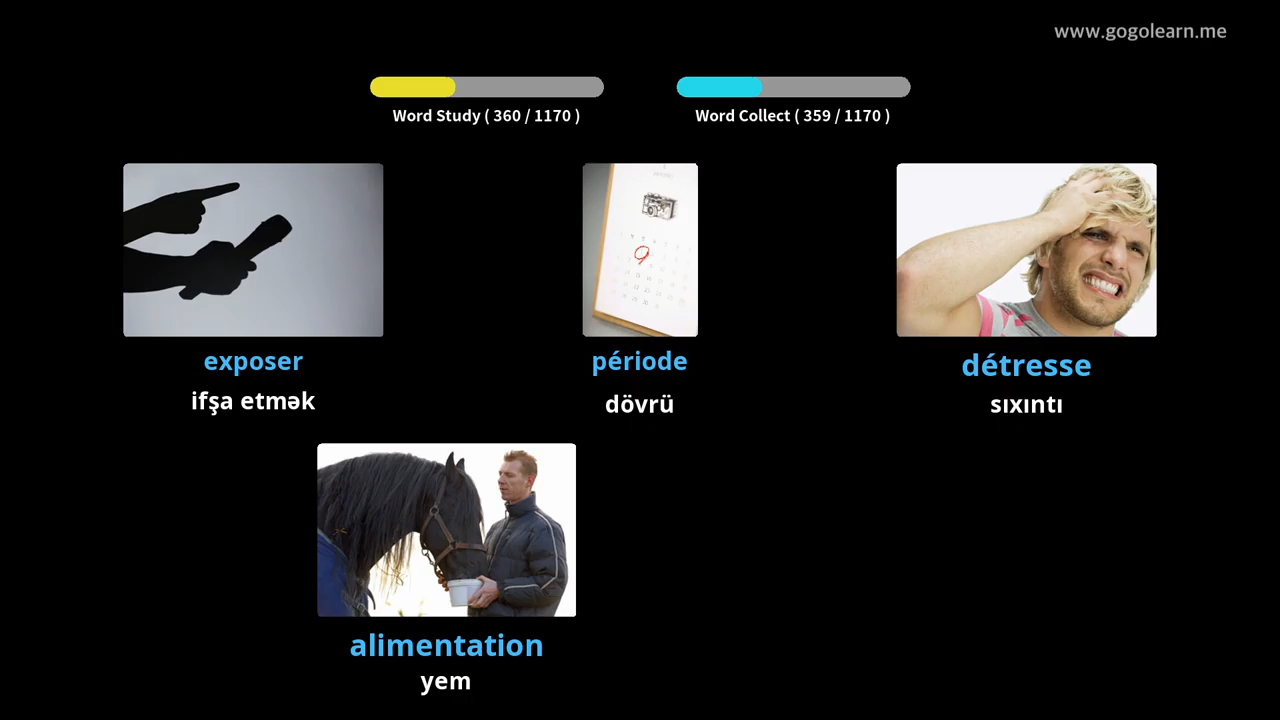 www.gogolearn.me
Word Study ( 360 / 1170 )
Word Collect ( 359 / 1170 )
exposer
ifşa etmək
période
dövrü
détresse
sıxıntı
alimentation
yem